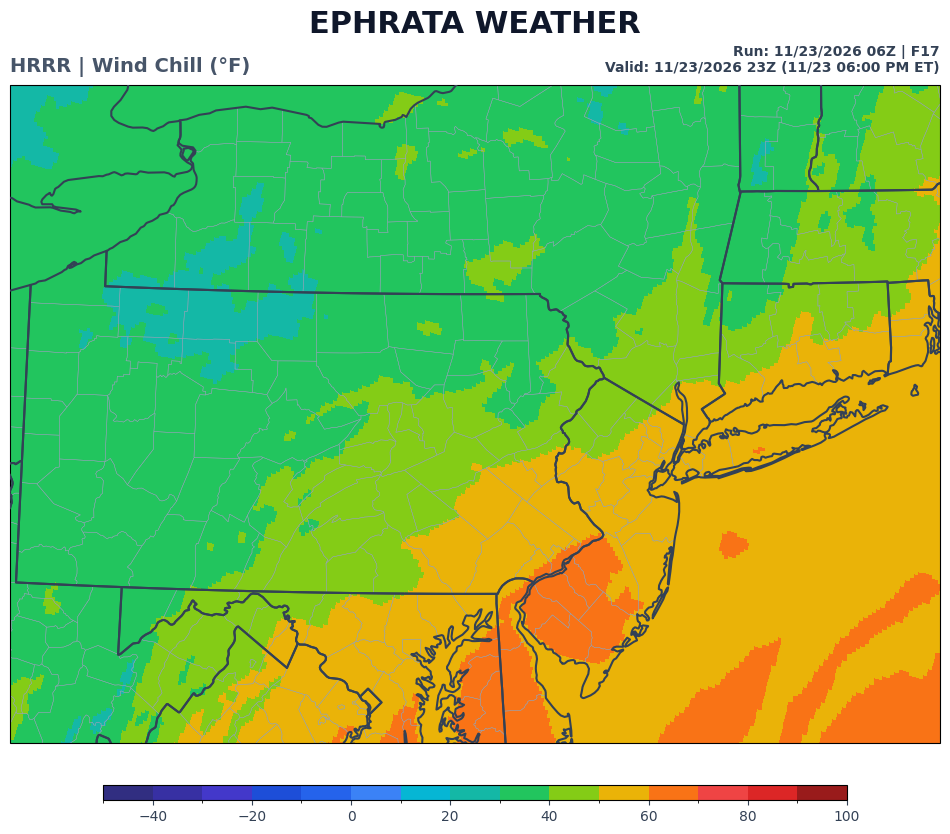 EPHRATA WEATHER
HRRR | Wind Chill (°F)
Run: 11/23/2026 06Z | F17
Valid: 11/23/2026 23Z (11/23 06:00 PM ET)
−40 −20 0 20 40 60 80 100